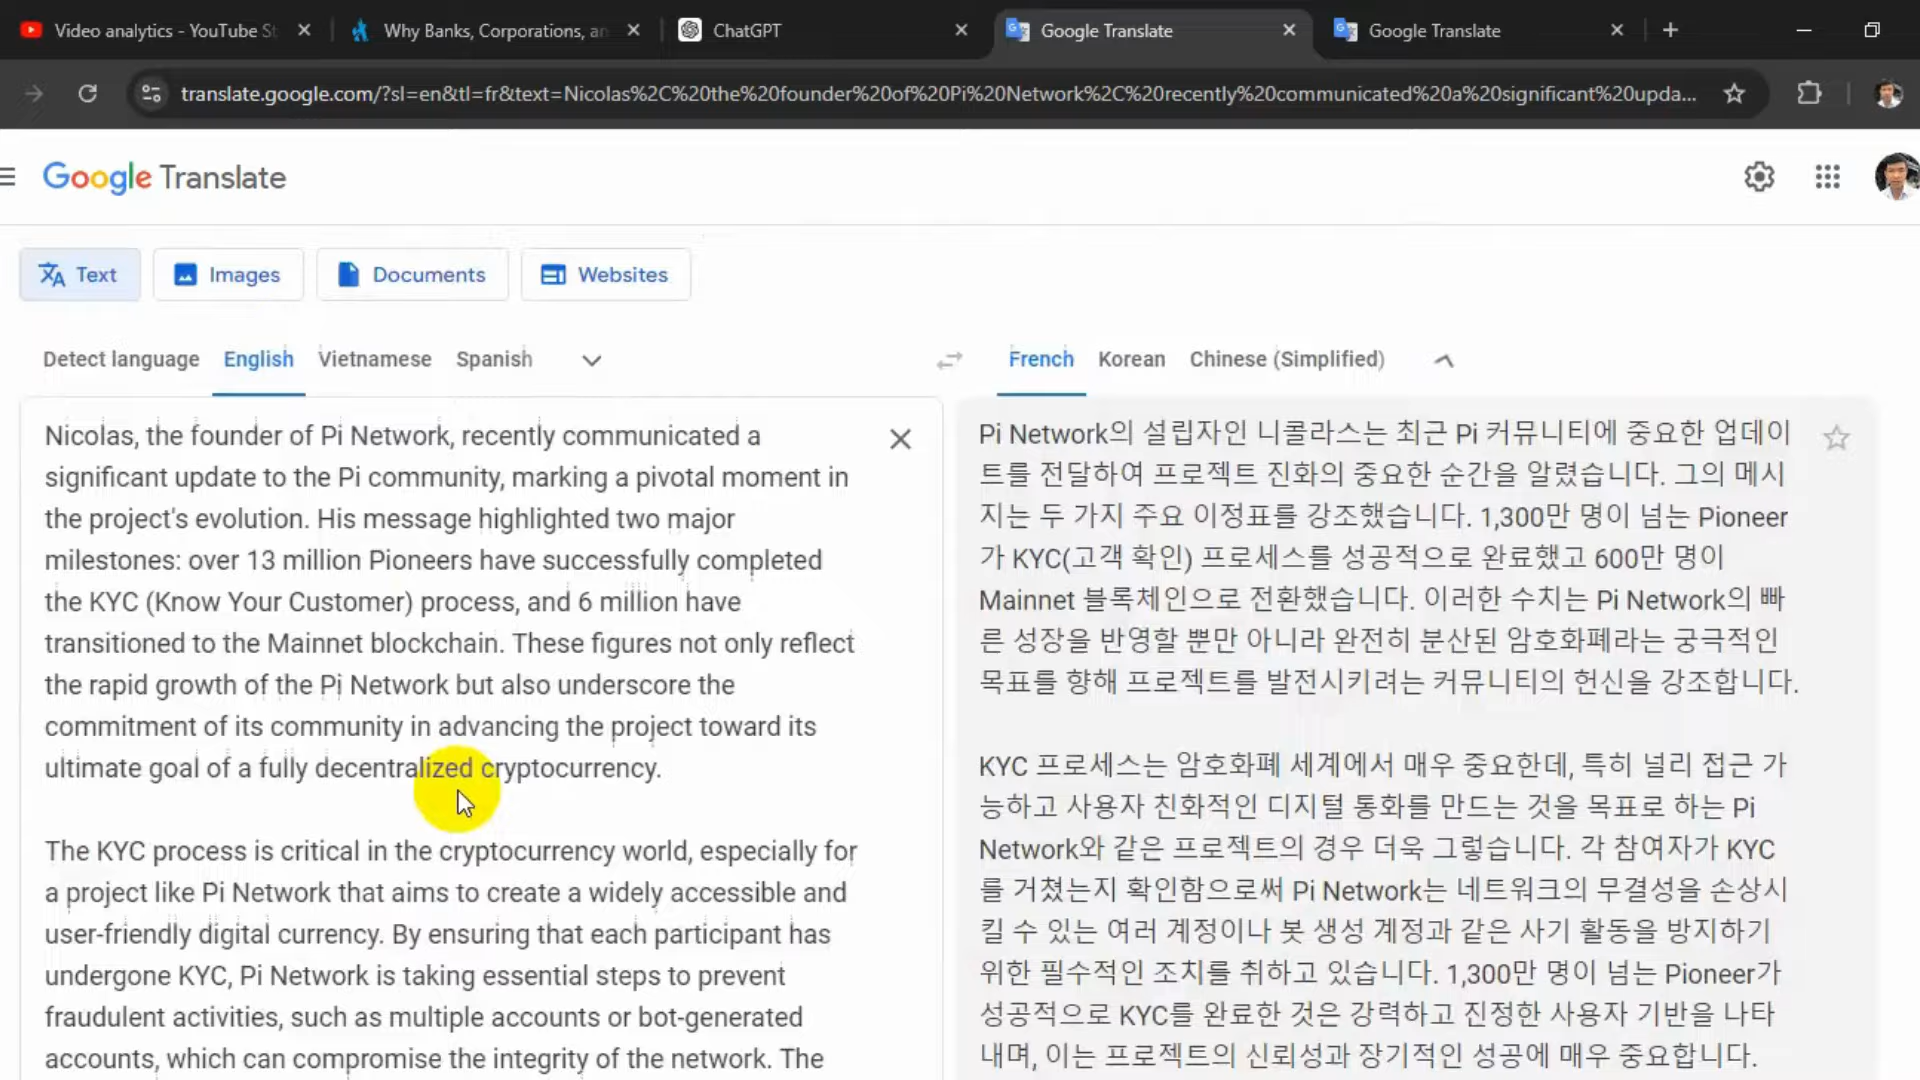 Video analytics - YouTube St
Why Banks, Corporations, an
ChatGPT
Google Translate
Google Translate
translate.google.com/?sl=en&tl=fr&text=Nicolas%2C%20the%20founder%20of%20Pi%20Network%2C%20recently%20communicated%20a%20significant%20upda...
Google Translate
Text
Images
Documents
Websites
Detect language English Vietnamese Spanish
French Korean Chinese (Simplified)
Nicolas, the founder of Pi Network, recently communicated a
significant update to the Pi community, marking a pivotal moment in
the project's evolution. His message highlighted two major
milestones: over 13 million Pioneers have successfully completed
the KYC (Know Your Customer) process, and 6 million have
transitioned to the Mainnet blockchain. These figures not only reflect
the rapid growth of the Pi Network but also underscore the
commitment of its community in advancing the project toward its
ultimate goal of a fully decentralized cryptocurrency.
The KYC process is critical in the cryptocurrency world, especially for
a project like Pi Network that aims to create a widely accessible and
user-friendly digital currency. By ensuring that each participant has
undergone KYC, Pi Network is taking essential steps to prevent
fraudulent activities, such as multiple accounts or bot-generated
accounts, which can compromise the integrity of the network. The
Pi Network의 설립자인 니콜라스는 최근 Pi 커뮤니티에 중요한 업데이
트를 전달하여 프로젝트 진화의 중요한 순간을 알렸습니다. 그의 메시
지는 두 가지 주요 이정표를 강조했습니다. 1,300만 명이 넘는 Pioneer
가 KYC(고객 확인) 프로세스를 성공적으로 완료했고 600만 명이
Mainnet 블록체인으로 전환했습니다. 이러한 수치는 Pi Network의 빠
른 성장을 반영할 뿐만 아니라 완전히 분산된 암호화폐라는 궁극적인
목표를 향해 프로젝트를 발전시키려는 커뮤니티의 헌신을 강조합니다.
KYC 프로세스는 암호화폐 세계에서 매우 중요한데, 특히 널리 접근 가
능하고 사용자 친화적인 디지털 통화를 만드는 것을 목표로 하는 Pi
Network와 같은 프로젝트의 경우 더욱 그렇습니다. 각 참여자가 KYC
를 거쳤는지 확인함으로써 Pi Network는 네트워크의 무결성을 손상시
킬 수 있는 여러 계정이나 봇 생성 계정과 같은 사기 활동을 방지하기
위한 필수적인 조치를 취하고 있습니다. 1,300만 명이 넘는 Pioneer가
성공적으로 KYC를 완료한 것은 강력하고 진정한 사용자 기반을 나타
내며, 이는 프로젝트의 신뢰성과 장기적인 성공에 매우 중요합니다.